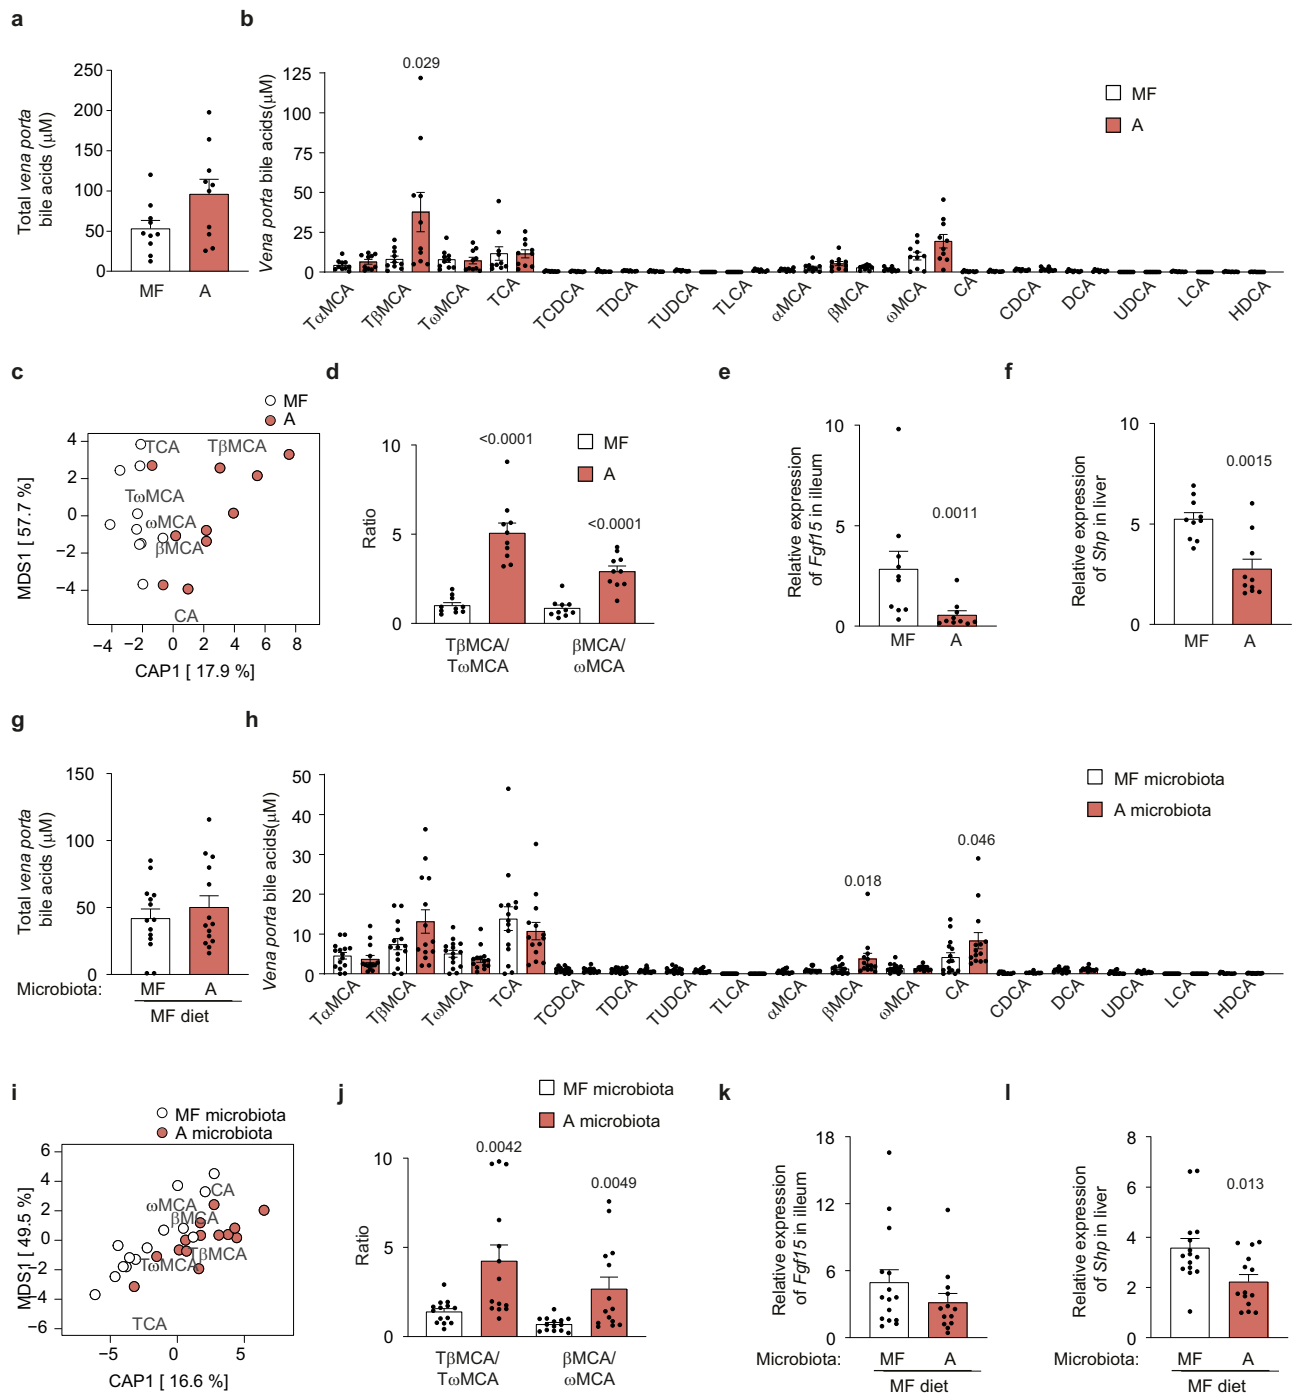 a
b
250
200
150
100
50
0
Total vena porta
bile acids (μM)
MF
A
125
100
75
50
25
0
Vena porta bile acids(μM)
0.029
MF
A
TαMCA
TβMCA
TωMCA
TCA
TCDCA
TDCA
TUDCA
TLCA
αMCA
βMCA
ωMCA
CA
CDCA
DCA
UDCA
LCA
HDCA
c
d
e
f
MF
A
4
2
0
−2
−4
MDS1 [ 57.7 %]
TCA
TβMCA
TωMCA
ωMCA
βMCA
CA
−4
−2
0
2
4
6
8
CAP1 [ 17.9 %]
10
5
0
Ratio
<0.0001
<0.0001
MF
A
TβMCA/
TωMCA
βMCA/
ωMCA
10
5
0
Relative expression
of Fgf15 in illeum
0.0011
MF
A
10
5
0
Relative expression
of Shp in liver
0.0015
MF
A
g
h
150
100
50
0
Total vena porta
bile acids (μM)
Microbiota:
MF
A
MF diet
50
40
30
20
10
0
Vena porta bile acids(μM)
0.018
0.046
MF microbiota
A microbiota
TαMCA
TβMCA
TωMCA
TCA
TCDCA
TDCA
TUDCA
TLCA
αMCA
βMCA
ωMCA
CA
CDCA
DCA
UDCA
LCA
HDCA
i
j
k
l
MF microbiota
A microbiota
6
4
2
0
−2
−4
−6
MDS1 [ 49.5 %]
CA
ωMCA
βMCA
TβMCA
TωMCA
TCA
−5
0
5
CAP1 [ 16.6 %]
MF microbiota
A microbiota
10
5
0
Ratio
0.0042
0.0049
TβMCA/
TωMCA
βMCA/
ωMCA
18
12
6
0
Relative expression
of Fgf15 in illeum
Microbiota:
MF
A
MF diet
8
6
4
2
0
Relative expression
of Shp in liver
0.013
Microbiota:
MF
A
MF diet